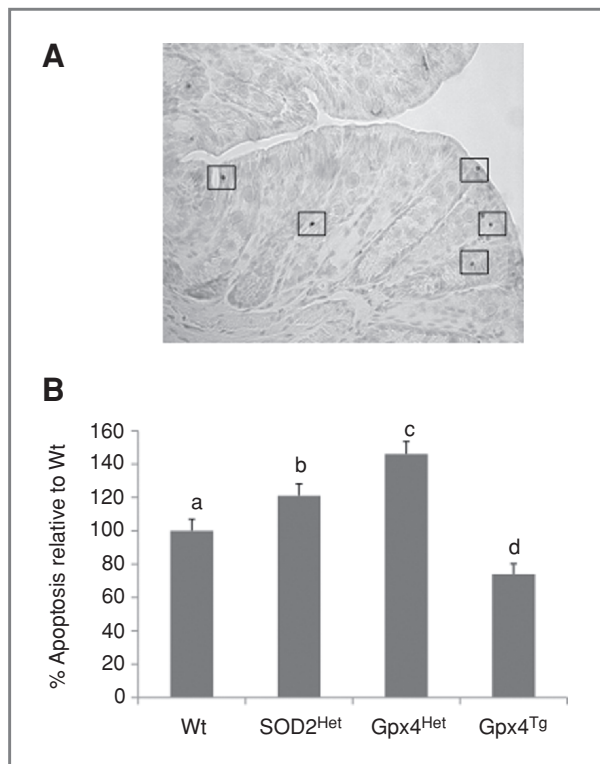 A
B
% Apoptosis relative to Wt
160
140
120
100
80
60
40
20
0
a
b
c
d
Wt SOD2Het Gpx4Het Gpx4Tg